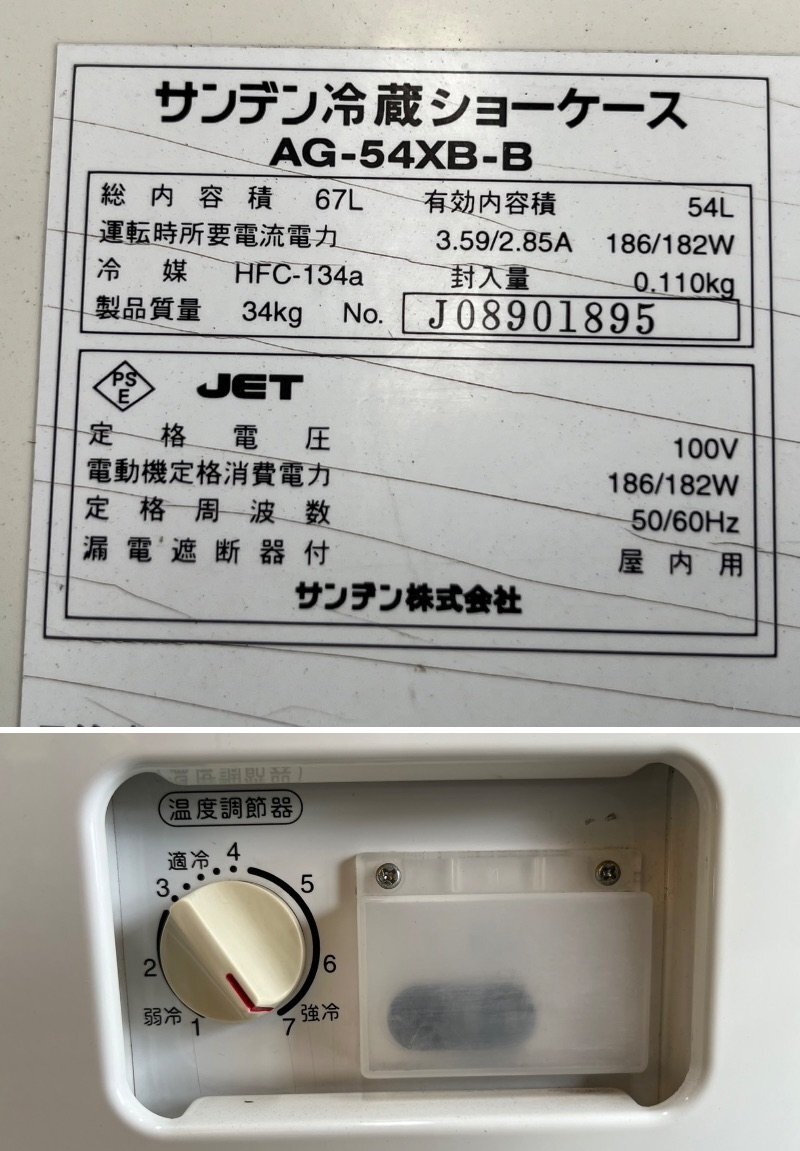 サンデン冷蔵ショーケース
AG-54XB-B
総内容積 67L 有効内容積 54L
運転時所要電流電力 3.59/2.85A 186/182W
冷媒 HFC-134a 封入量 0.110kg
製品質量 34kg No. J08901895
PS E JET
定格電圧 100V
電動機定格消費電力 186/182W
定格周波数 50/60Hz
漏電遮断器付 屋内用
サンデン株式会社
温度調節器
適冷 4
3 5
2 6
弱冷 1 7 強冷